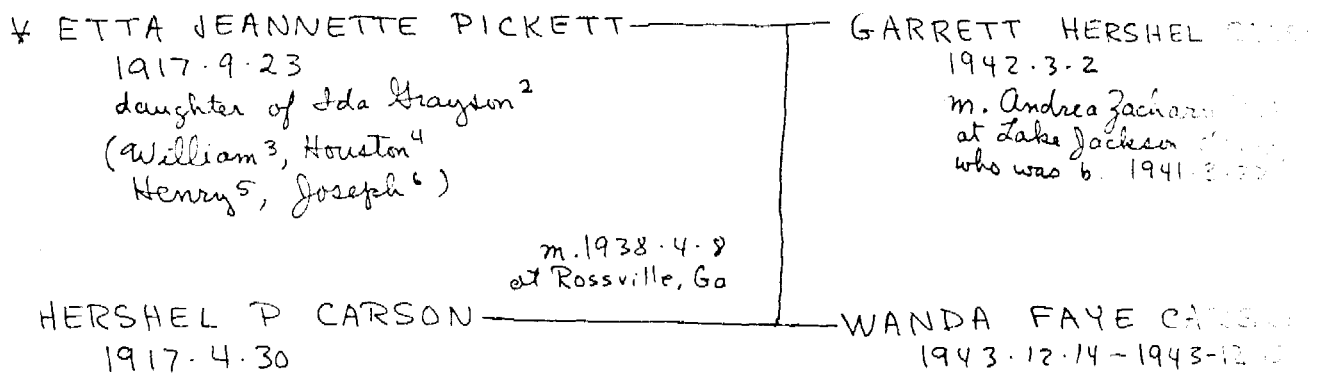 ¥ ETTA JEANNETTE PICKETT
1917.9.23
daughter of Ida Grayson²
(William³, Houston⁴
Henry⁵, Joseph⁶)
m.1938.4.8
at Rossville, Ga
HERSHEL P CARSON
1917.4.30
GARRETT HERSHEL
1942.3.2
m. Andrea
at Lake Jackson
who was b. 1941.3.
WANDA FAYE
1943.12.14-1943-12